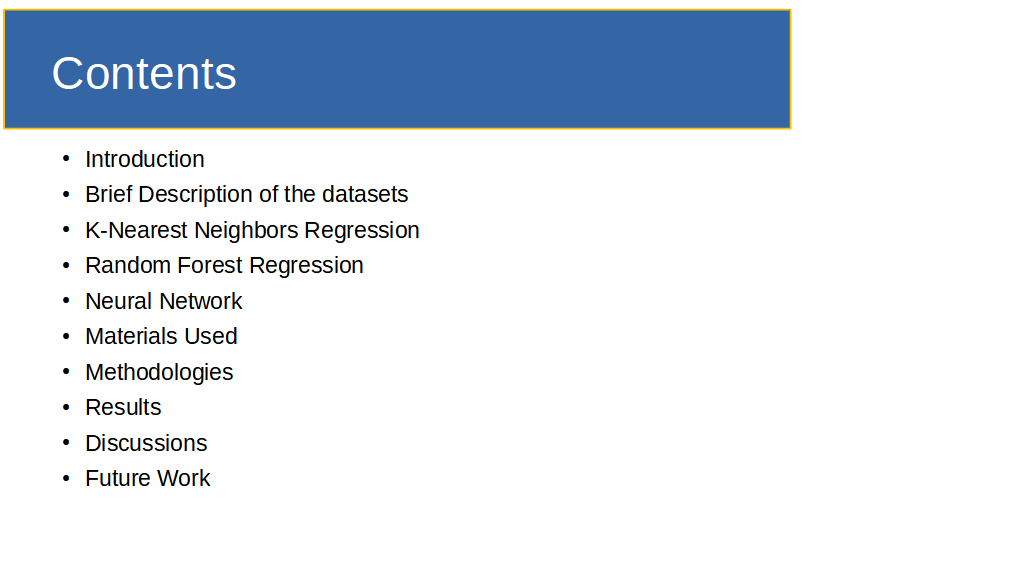 Contents
• Introduction
• Brief Description of the datasets
• K-Nearest Neighbors Regression
• Random Forest Regression
• Neural Network
• Materials Used
• Methodologies
• Results
• Discussions
• Future Work